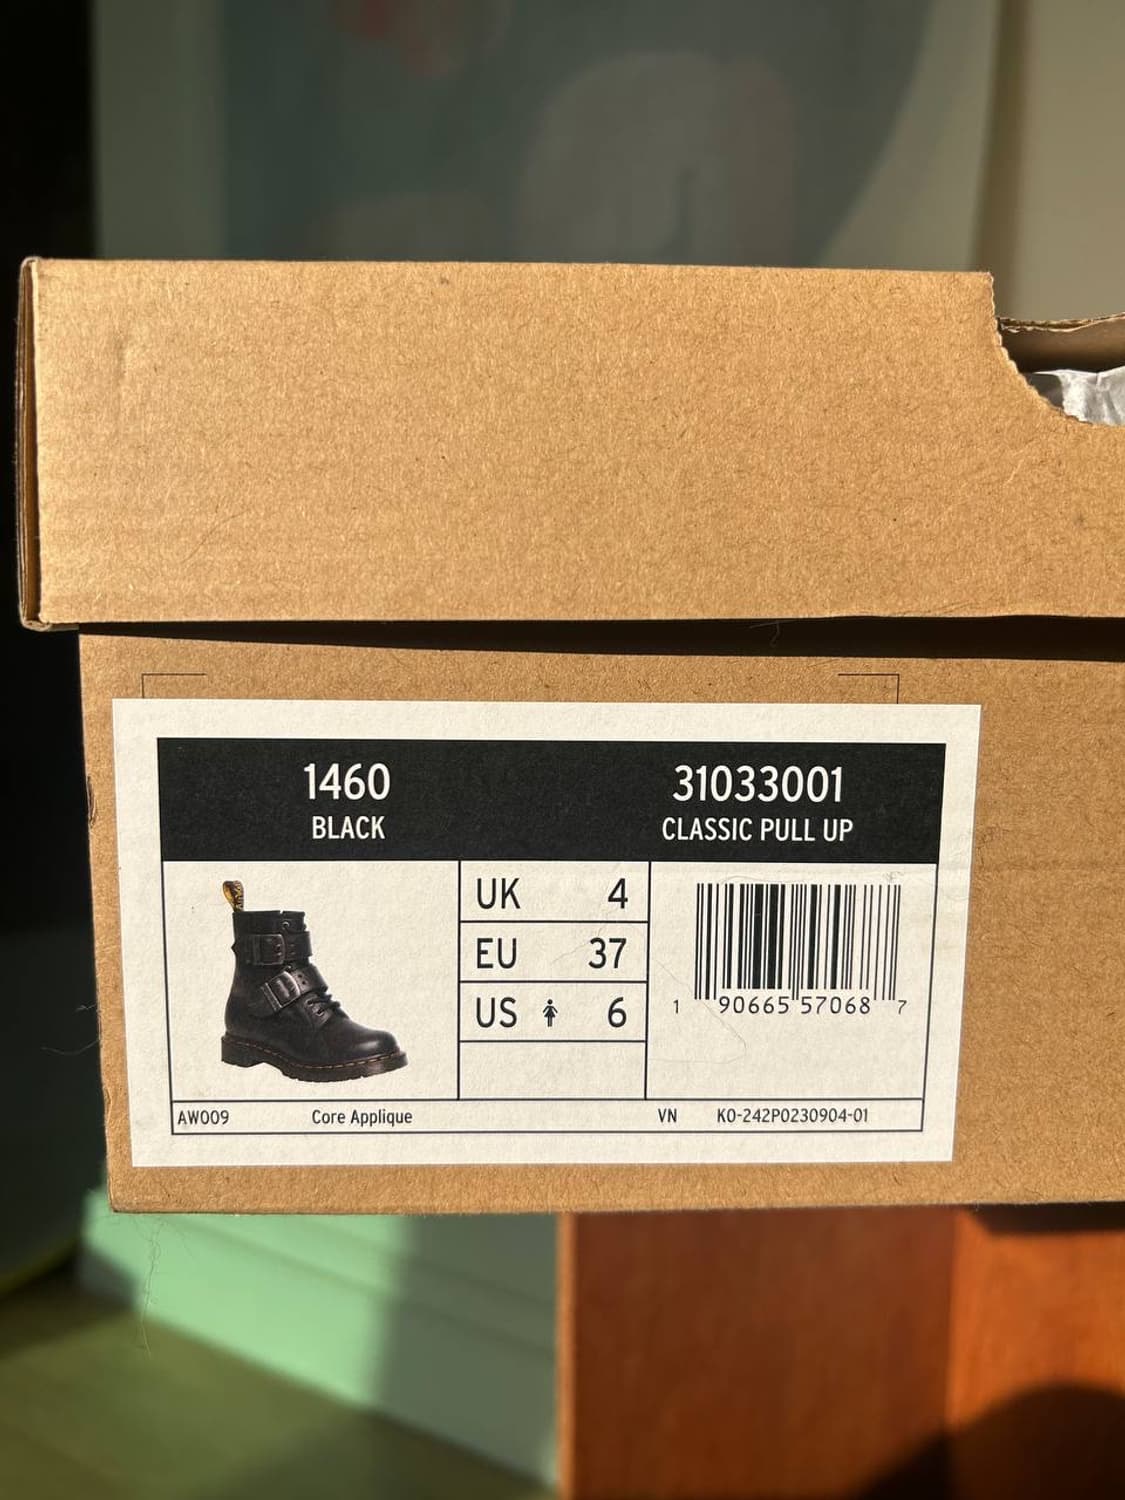 1460
BLACK
31033001
CLASSIC PULL UP
UK 4
EU 37
US 6
1 90665 57068 7
AW009 Core Applique VN KO-242P0230904-01